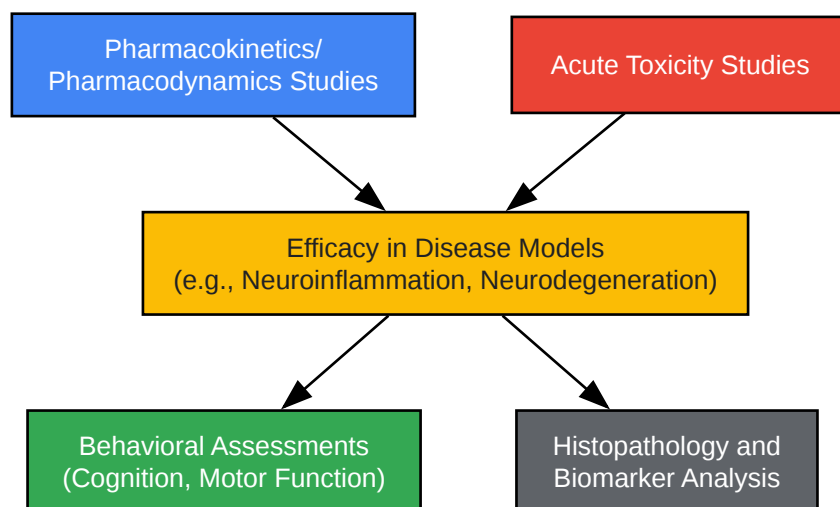 Pharmacokinetics/
Pharmacodynamics Studies
Acute Toxicity Studies
Efficacy in Disease Models
(e.g., Neuroinflammation, Neurodegeneration)
Behavioral Assessments
(Cognition, Motor Function)
Histopathology and
Biomarker Analysis